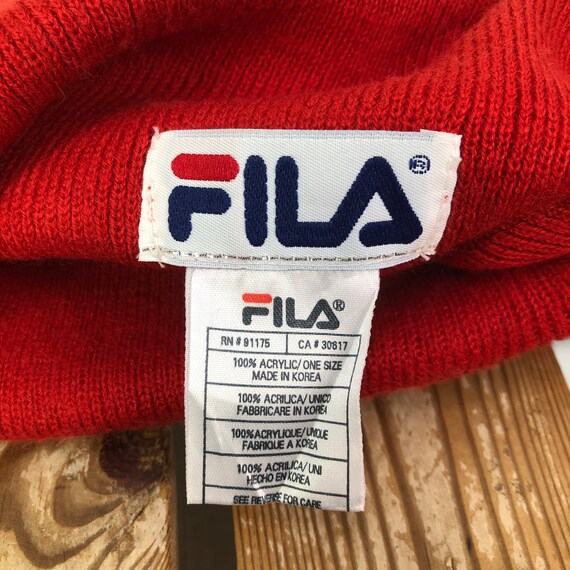 FILA®
FILA®
RN # 91175 CA # 30817
100% ACRYLIC/ONE SIZE
MADE IN KOREA
100% ACRILICA/UNICO
FABBRICARE IN KOREA
100%ACRYLIQUE/UNIQUE
FABRIQUE A KOREA
100% ACRILICA/UNI
HECHO EN KOREA
SEE REVERSE FOR CARE